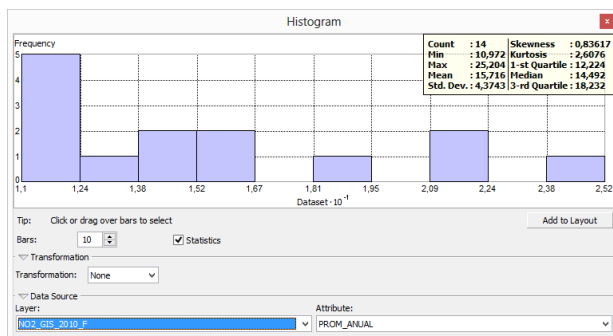 Histogram
x
Frequency
Count : 14 Skewness : 0,83617
Min : 10,972 Kurtosis : 2,6076
Max : 25,204 1-st Quartile : 12,224
Mean : 15,716 Median : 14,492
Std. Dev. : 4,3743 3-rd Quartile : 18,232
5
4
3
2
1
0
1,1 1,24 1,38 1,52 1,67 1,81 1,95 2,09 2,24 2,38 2,52
Dataset · 10⁻¹
Tip: Click or drag over bars to select Add to Layout
Bars: 10 Statistics
Transformation
Transformation: None
Data Source
Layer: Attribute:
NO2_GIS_2010_F PROM_ANUAL